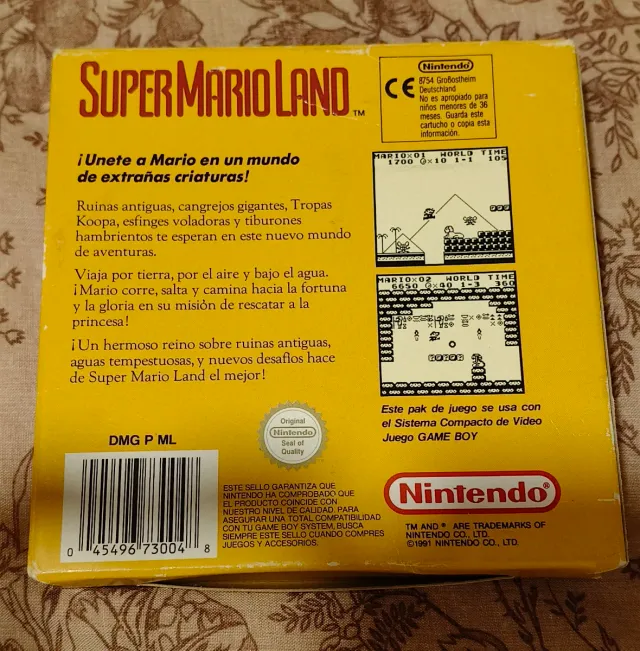 SUPER MARIO LAND™
Nintendo
CE
8754 Großostheim
Deutschland
No es apropiado para
niños menores de 36
meses. Guarda este
cartucho o copia esta
información.
¡Unete a Mario en un mundo
de extrañas criaturas!
Ruinas antiguas, cangrejos gigantes, Tropas
Koopa, esfinges voladoras y tiburones
hambrientos te esperan en este nuevo mundo
de aventuras.
Viaja por tierra, por el aire y bajo el agua.
¡Mario corre, salta y camina hacia la fortuna
y la gloria en su misión de rescatar a la
princesa!
¡Un hermoso reino sobre ruinas antiguas,
aguas tempestuosas, y nuevos desafios hace
de Super Mario Land el mejor!
MARIO×01 WORLD TIME
1700 ×10 1-1 105
MARIO×02 WORLD TIME
6650 ×40 1-3 360
Este pak de juego se usa con
el Sistema Compacto de Video
Juego GAME BOY
DMG P ML
0 45496 73004 8
Original
Nintendo
Seal of
Quality
ESTE SELLO GARANTIZA QUE
NINTENDO HA COMPROBADO QUE
EL PRODUCTO COINCIDE CON
NUESTRO NIVEL DE CALIDAD. PARA
ASEGURAR UNA TOTAL COMPATIBILIDAD
CON TU GAME BOY SYSTEM, BUSCA
SIEMPRE ESTE SELLO CUANDO COMPRES
JUEGOS Y ACCESORIOS.
Nintendo®
TM AND ® ARE TRADEMARKS OF
NINTENDO CO., LTD.
©1991 NINTENDO CO., LTD.